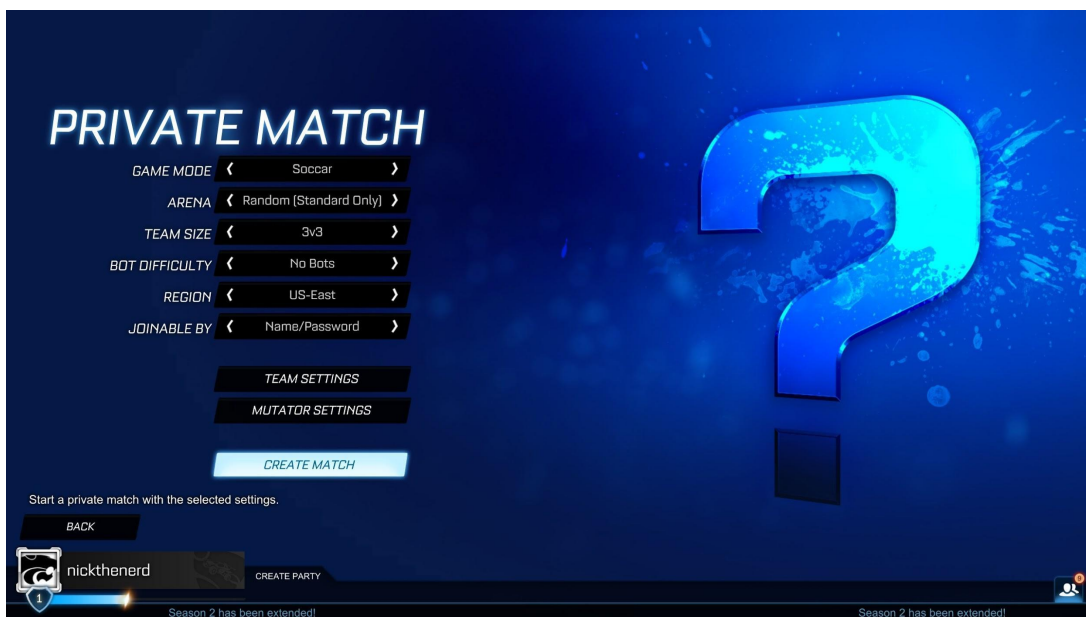 PRIVATE MATCH
GAME MODE Soccar
ARENA Random (Standard Only)
TEAM SIZE 3v3
BOT DIFFICULTY No Bots
REGION US-East
JOINABLE BY Name/Password
TEAM SETTINGS
MUTATOR SETTINGS
CREATE MATCH
Start a private match with the selected settings.
BACK
nickthenerd
CREATE PARTY
1
0
Season 2 has been extended! Season 2 has been extended!